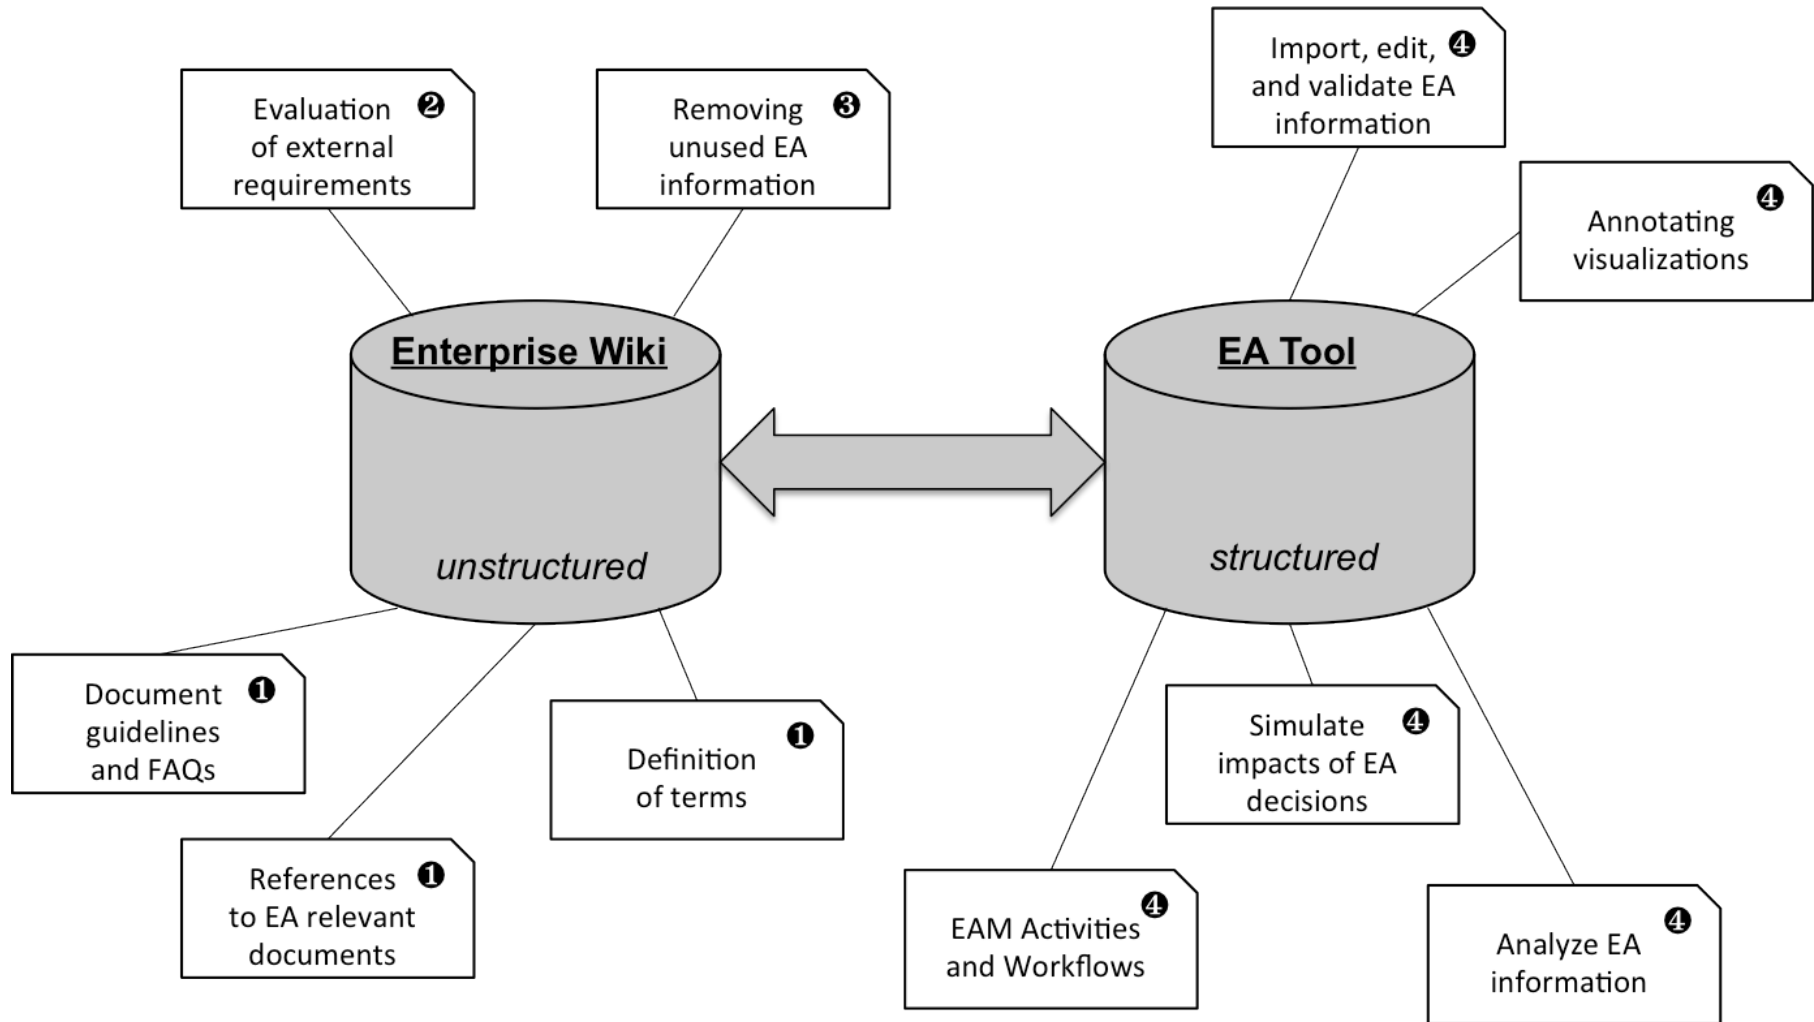 Evaluation ❷
of external
requirements
Removing ❸
unused EA
information
Import, edit, ❹
and validate EA
information
❹
Annotating
visualizations
Enterprise Wiki
unstructured
EA Tool
structured
Document ❶
guidelines
and FAQs
References ❶
to EA relevant
documents
❶
Definition
of terms
Simulate ❹
impacts of EA
decisions
❹
EAM Activities
and Workflows
❹
Analyze EA
information